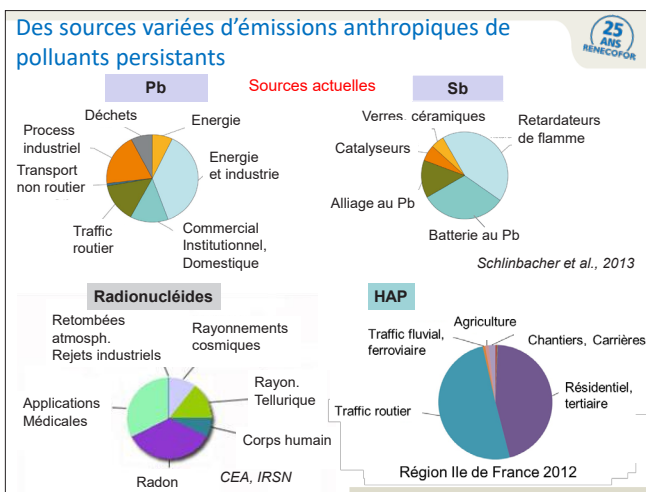 Des sources variées d'émissions anthropiques de
polluants persistants
25
ANS
RENECOFOR
Pb
Sources actuelles
Sb
Déchets
Energie
Process
industriel
Energie
et industrie
Transport
non routier
Traffic
routier
Commercial
Institutionnel,
Domestique
Verres, céramiques
Retardateurs
de flamme
Catalyseurs
Alliage au Pb
Batterie au Pb
Schlinbacher et al., 2013
Radionucléides
Retombées
atmosph.
Rejets industriels
Rayonnements
cosmiques
Rayon.
Tellurique
Applications
Médicales
Corps humain
Radon
CEA, IRSN
HAP
Agriculture
Traffic fluvial,
ferroviaire
Chantiers, Carrières
Résidentiel,
tertiaire
Traffic routier
Région Ile de France 2012